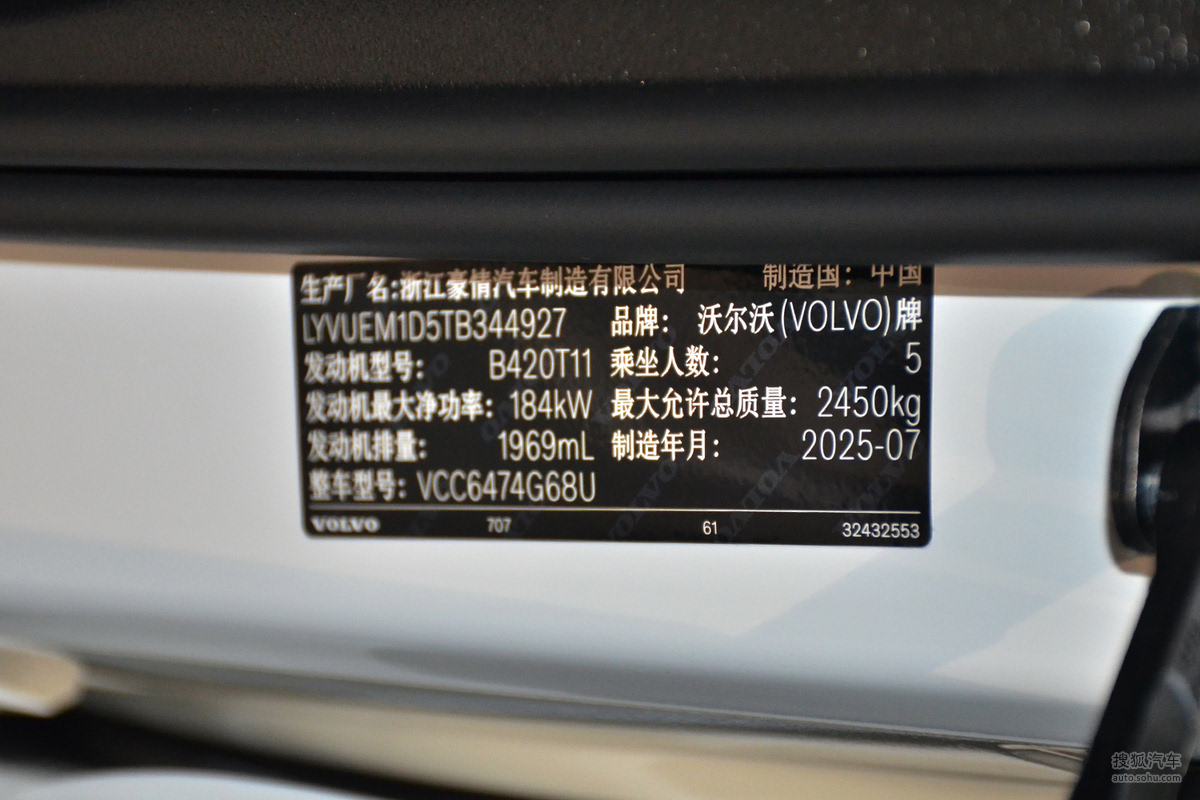 生产厂名:浙江豪情汽车制造有限公司 制造国：中国
LYVUEM1D5TB344927 品牌： 沃尔沃(VOLVO)牌
发动机型号： B420T11 乘坐人数： 5
发动机最大净功率：184kW 最大允许总质量：2450kg
发动机排量： 1969mL 制造年月： 2025-07
整车型号：VCC6474G68U
VOLVO 707 61 32432553
搜狐汽车
auto.sohu.com